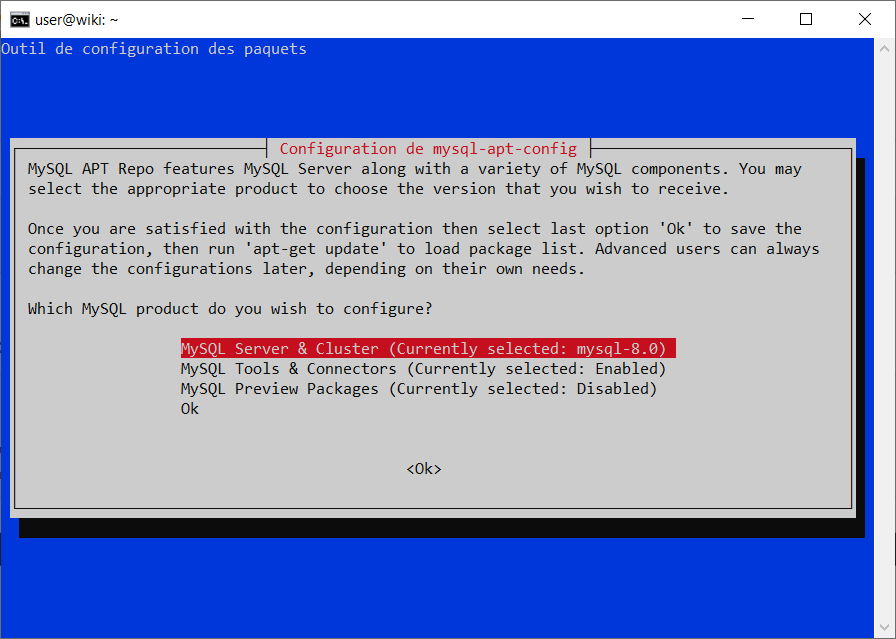 user@wiki: ~
Outil de configuration des paquets
Configuration de mysql-apt-config
MySQL APT Repo features MySQL Server along with a variety of MySQL components. You may
select the appropriate product to choose the version that you wish to receive.
Once you are satisfied with the configuration then select last option 'Ok' to save the
configuration, then run 'apt-get update' to load package list. Advanced users can always
change the configurations later, depending on their own needs.
Which MySQL product do you wish to configure?
MySQL Server & Cluster (Currently selected: mysql-8.0)
MySQL Tools & Connectors (Currently selected: Enabled)
MySQL Preview Packages (Currently selected: Disabled)
Ok
<Ok>